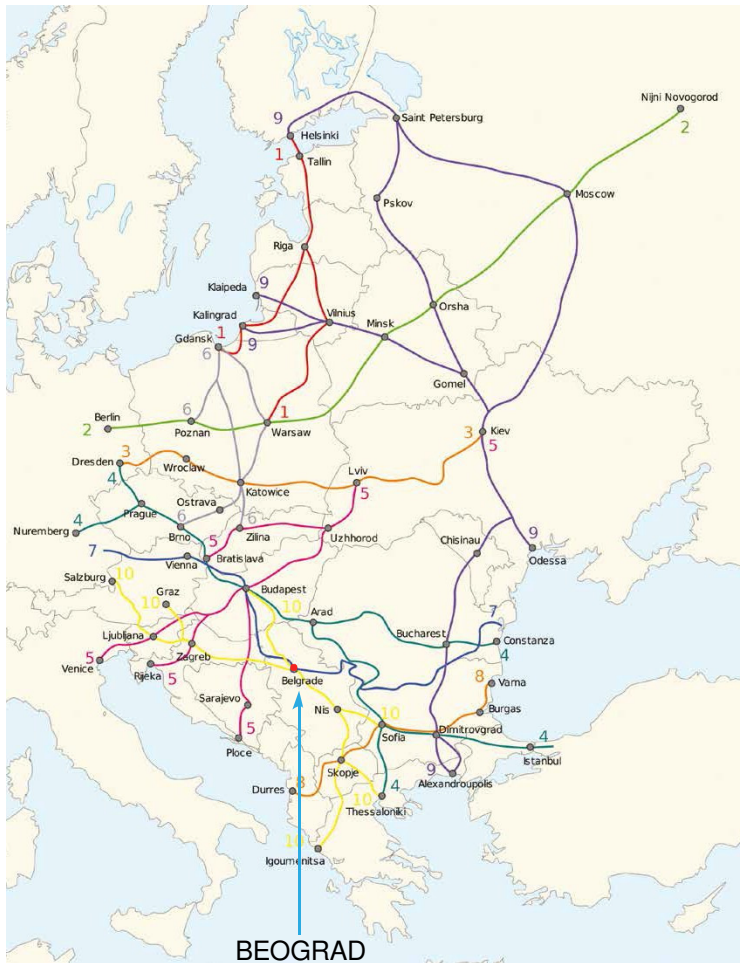 Nijni Novogorod
2
9
Saint Petersburg
Helsinki
1
Tallin
Moscow
Pskov
Riga
Klaipeda
9
Orsha
Kalingrad
Vilnius
Minsk
1
Gdansk
9
6
Gomel
6
1
Berlin
2
Poznan
Warsaw
3
Kiev
5
3
Dresden
Wroclaw
Lviv
4
Katowice
5
Ostrava
4
Prague
6
6
Nuremberg
Brno
Zilina
Uzhhorod
Chisinau
9
Odessa
7
5
Vienna
Bratislava
Salzburg
10
Graz
Budapest
10
10
Arad
7
Ljubljana
Bucharest
Constanza
4
Zagreb
Venice
5
Rijeka
5
Belgrade
8
Varna
Sarajevo
Nis
10
Burgas
5
Sofia
Dimitrovgrad
4
Ploce
Istanbul
Skopje
9
Durres
8
10
4
Alexandroupolis
Thessaloniki
10
Igoumenitsa
BEOGRAD